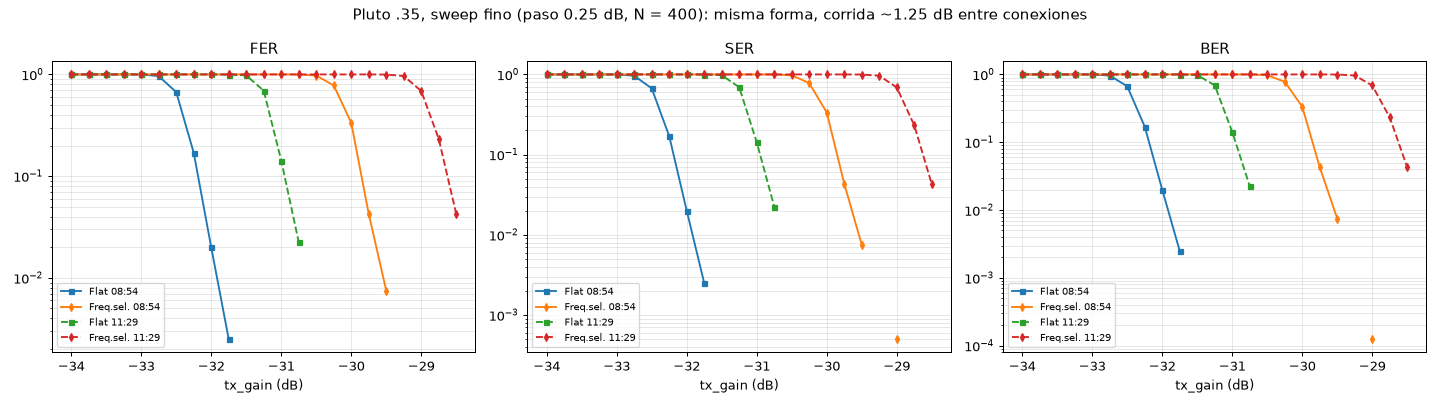 Pluto .35, sweep fino (paso 0.25 dB, N = 400): misma forma, corrida ~1.25 dB entre conexiones
FER
10⁰
10⁻¹
10⁻²
Flat 08:54
Freq.sel. 08:54
Flat 11:29
Freq.sel. 11:29
−34 −33 −32 −31 −30 −29
tx_gain (dB)
SER
10⁰
10⁻¹
10⁻²
10⁻³
Flat 08:54
Freq.sel. 08:54
Flat 11:29
Freq.sel. 11:29
−34 −33 −32 −31 −30 −29
tx_gain (dB)
BER
10⁰
10⁻¹
10⁻²
10⁻³
10⁻⁴
Flat 08:54
Freq.sel. 08:54
Flat 11:29
Freq.sel. 11:29
−34 −33 −32 −31 −30 −29
tx_gain (dB)